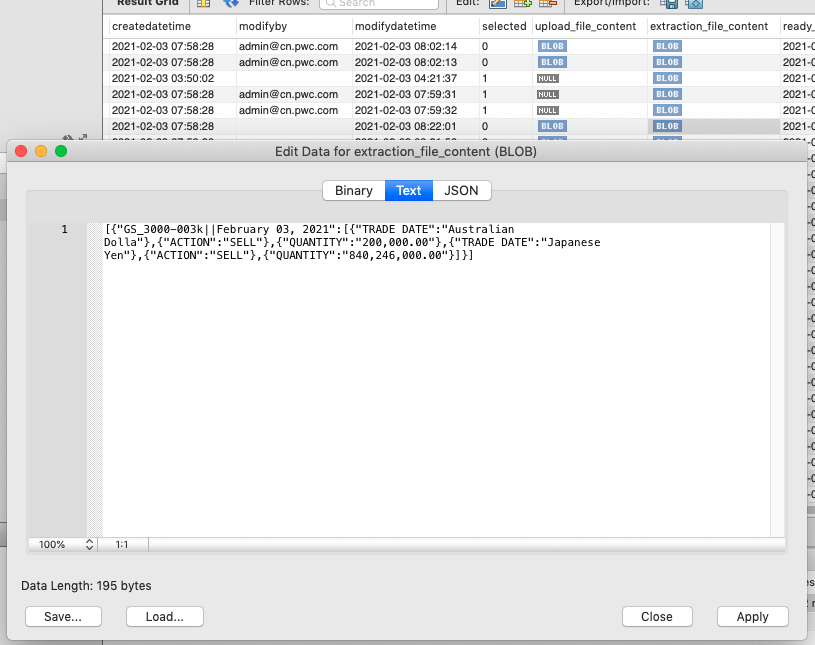 Result Grid Filter Rows: Search Edit: Export/Import:
createdatetime modifyby modifydatetime selected upload_file_content extraction_file_content ready_
2021-02-03 07:58:28 admin@cn.pwc.com 2021-02-03 08:02:14 0 BLOB BLOB 2021-0
2021-02-03 07:58:28 admin@cn.pwc.com 2021-02-03 08:02:13 0 BLOB BLOB 2021-0
2021-02-03 03:50:02 2021-02-03 04:21:37 1 NULL BLOB 2021-0
2021-02-03 07:58:28 admin@cn.pwc.com 2021-02-03 07:59:31 1 NULL BLOB 2021-0
2021-02-03 07:58:28 admin@cn.pwc.com 2021-02-03 07:59:32 1 NULL BLOB 2021-0
2021-02-03 07:58:28 2021-02-03 08:22:01 0 BLOB BLOB 2021-0
Edit Data for extraction_file_content (BLOB)
Binary Text JSON
1 [{"GS_3000-003k||February 03, 2021":[{"TRADE DATE":"Australian
Dolla"},{"ACTION":"SELL"},{"QUANTITY":"200,000.00"},{"TRADE DATE":"Japanese
Yen"},{"ACTION":"SELL"},{"QUANTITY":"840,246,000.00"}]}]
100% 1:1
Data Length: 195 bytes
Save... Load... Close Apply